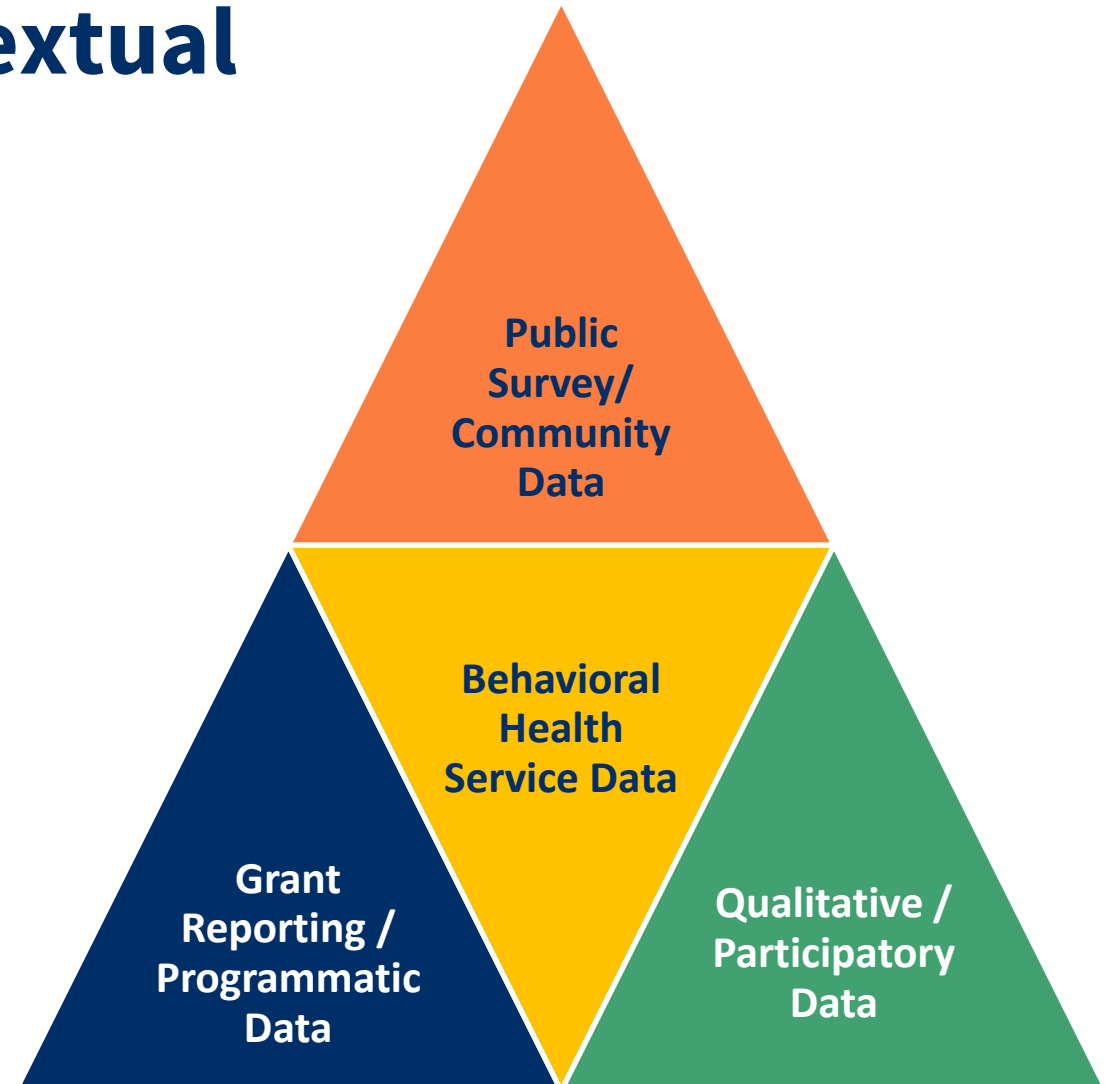 extual
Public
Survey/
Community
Data
Behavioral
Health
Service Data
Grant
Reporting /
Programmatic
Data
Qualitative /
Participatory
Data